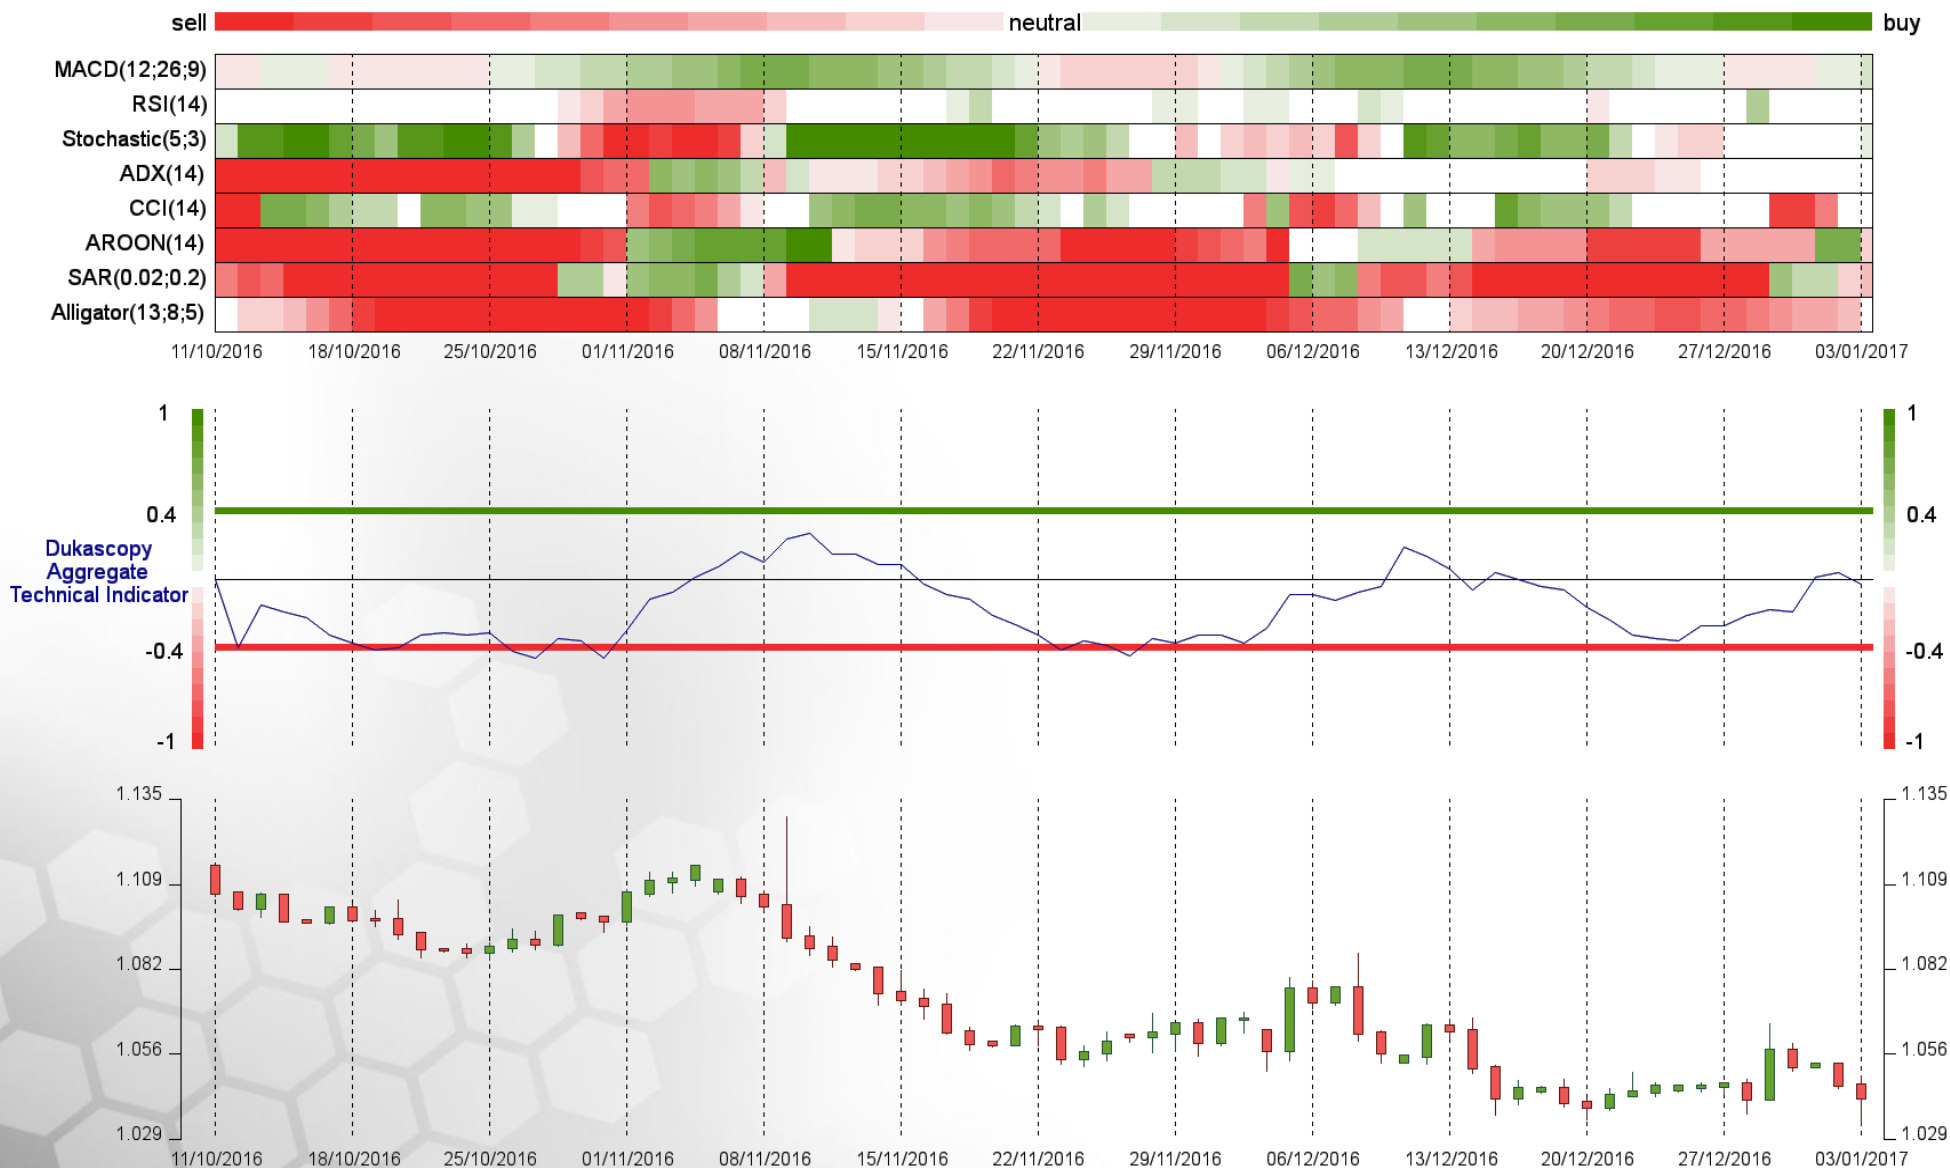 sell neutral buy
MACD(12;26;9)
RSI(14)
Stochastic(5;3)
ADX(14)
CCI(14)
AROON(14)
SAR(0.02;0.2)
Alligator(13;8;5)
11/10/2016 18/10/2016 25/10/2016 01/11/2016 08/11/2016 15/11/2016 22/11/2016 29/11/2016 06/12/2016 13/12/2016 20/12/2016 27/12/2016 03/01/2017
1 1
0.4 0.4
Dukascopy
Aggregate
Technical Indicator
-0.4 -0.4
-1 -1
1.135 1.135
1.109 1.109
1.082 1.082
1.056 1.056
1.029 1.029
11/10/2016 18/10/2016 25/10/2016 01/11/2016 08/11/2016 15/11/2016 22/11/2016 29/11/2016 06/12/2016 13/12/2016 20/12/2016 27/12/2016 03/01/2017